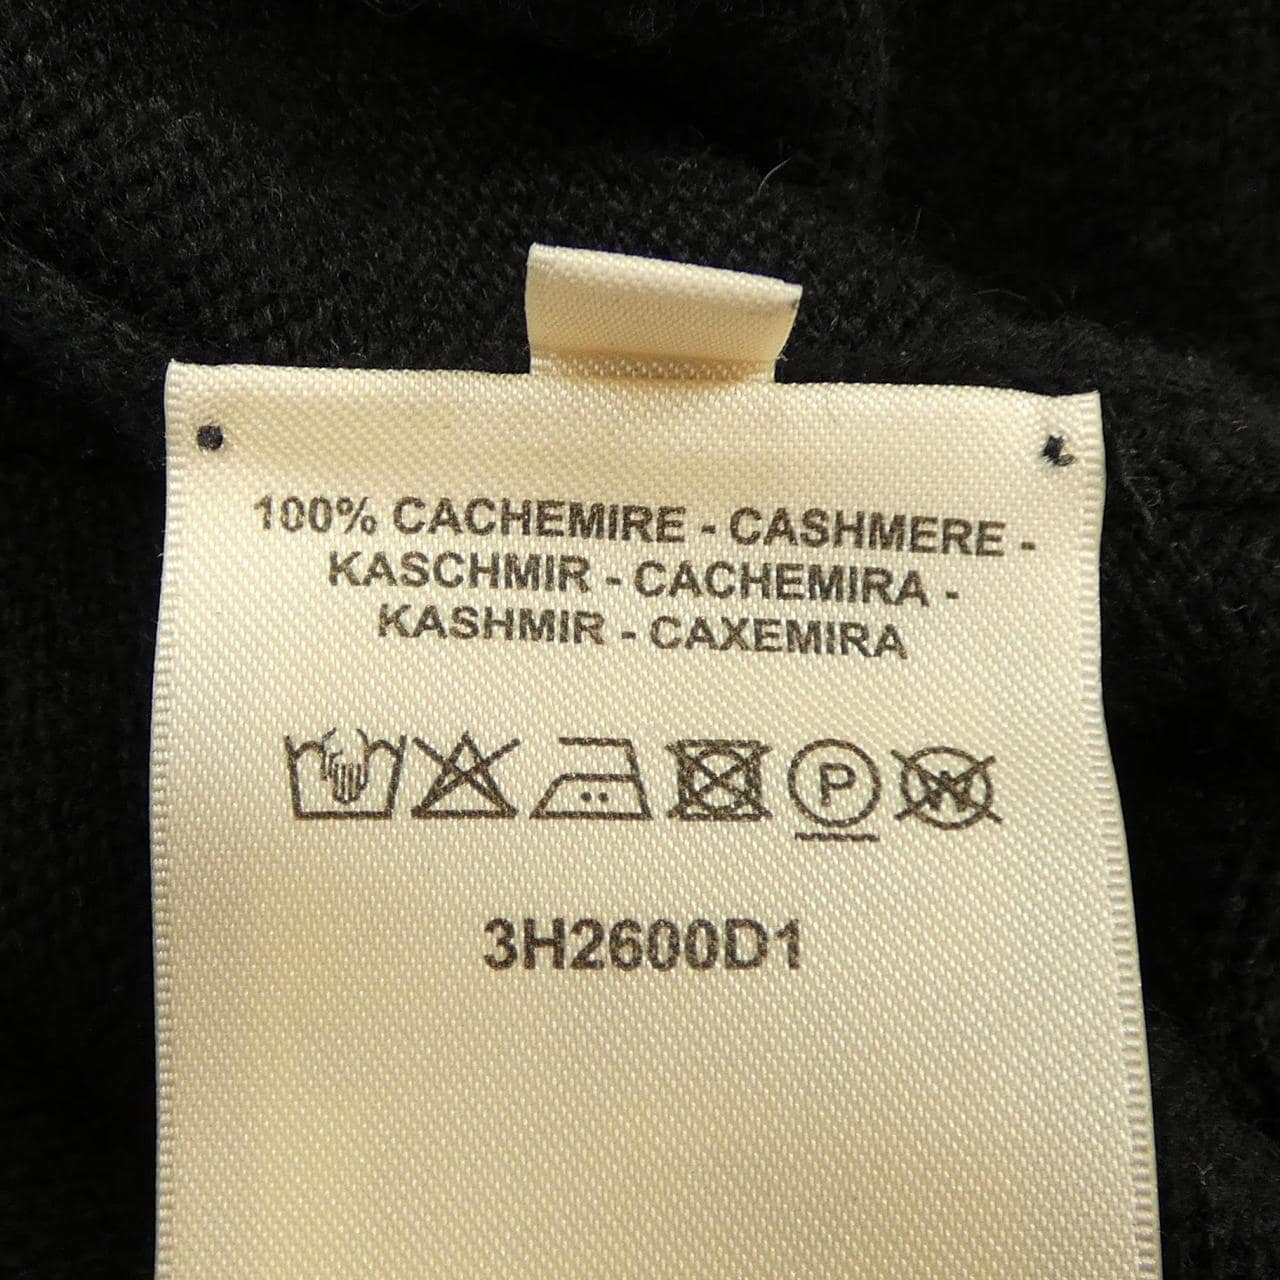 100% CACHEMIRE - CASHMERE -
KASCHMIR - CACHEMIRA -
KASHMIR - CAXEMIRA
P W
3H2600D1